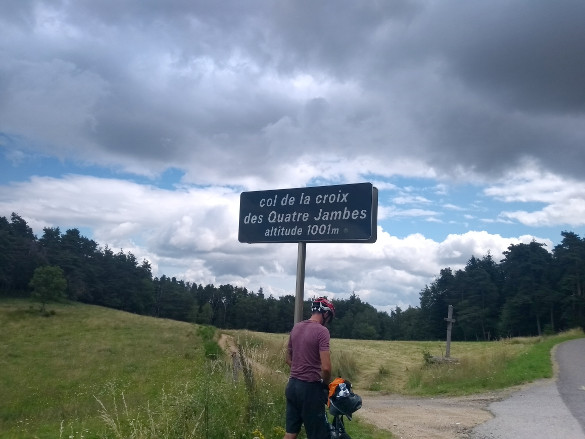 col de la croix
des Quatre Jambes
altitude 1001m